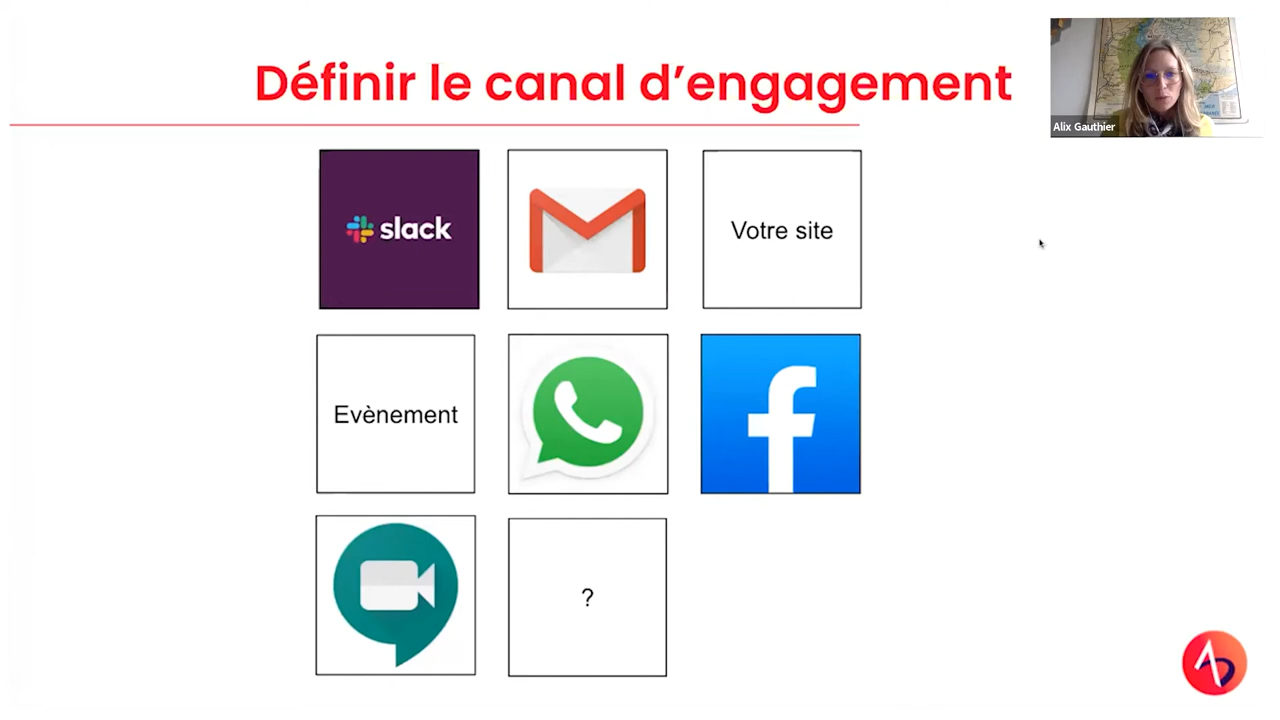 Définir le canal d’engagement
Alix Gauthier
slack
Votre site
Evènement
?